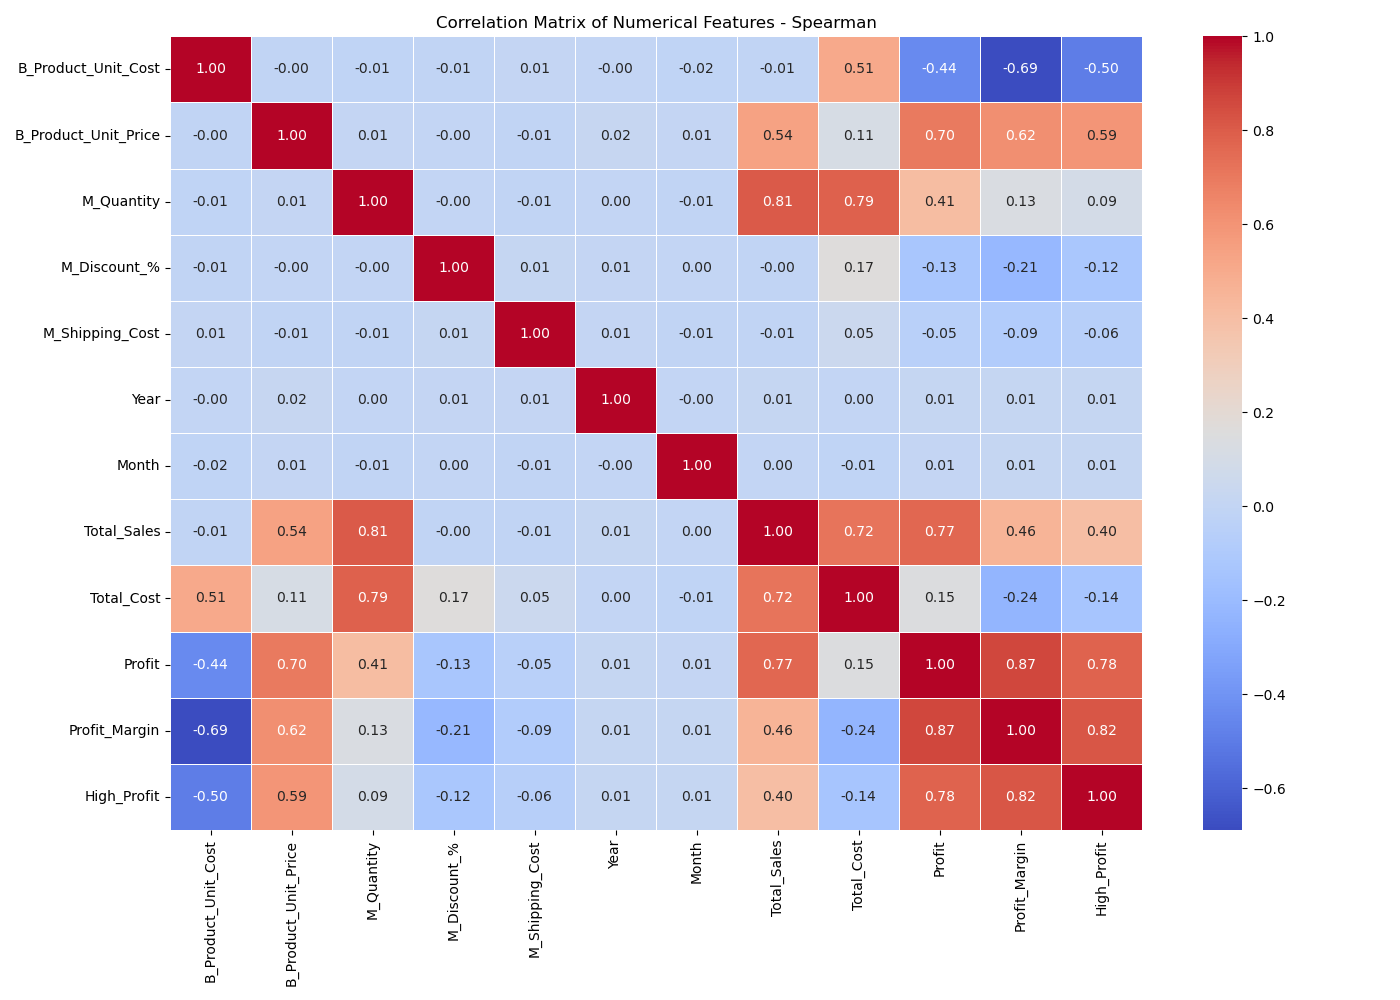 Correlation Matrix of Numerical Features - Spearman
B_Product_Unit_Cost 1.00 -0.00 -0.01 -0.01 0.01 -0.00 -0.02 -0.01 0.51 -0.44 -0.69 -0.50
B_Product_Unit_Price -0.00 1.00 0.01 -0.00 -0.01 0.02 0.01 0.54 0.11 0.70 0.62 0.59
M_Quantity -0.01 0.01 1.00 -0.00 -0.01 0.00 -0.01 0.81 0.79 0.41 0.13 0.09
M_Discount_% -0.01 -0.00 -0.00 1.00 0.01 0.01 0.00 -0.00 0.17 -0.13 -0.21 -0.12
M_Shipping_Cost 0.01 -0.01 -0.01 0.01 1.00 0.01 -0.01 -0.01 0.05 -0.05 -0.09 -0.06
Year -0.00 0.02 0.00 0.01 0.01 1.00 -0.00 0.01 0.00 0.01 0.01 0.01
Month -0.02 0.01 -0.01 0.00 -0.01 -0.00 1.00 0.00 -0.01 0.01 0.01 0.01
Total_Sales -0.01 0.54 0.81 -0.00 -0.01 0.01 0.00 1.00 0.72 0.77 0.46 0.40
Total_Cost 0.51 0.11 0.79 0.17 0.05 0.00 -0.01 0.72 1.00 0.15 -0.24 -0.14
Profit -0.44 0.70 0.41 -0.13 -0.05 0.01 0.01 0.77 0.15 1.00 0.87 0.78
Profit_Margin -0.69 0.62 0.13 -0.21 -0.09 0.01 0.01 0.46 -0.24 0.87 1.00 0.82
High_Profit -0.50 0.59 0.09 -0.12 -0.06 0.01 0.01 0.40 -0.14 0.78 0.82 1.00
B_Product_Unit_Cost
B_Product_Unit_Price
M_Quantity
M_Discount_%
M_Shipping_Cost
Year
Month
Total_Sales
Total_Cost
Profit
Profit_Margin
High_Profit
1.0
0.8
0.6
0.4
0.2
0.0
−0.2
−0.4
−0.6